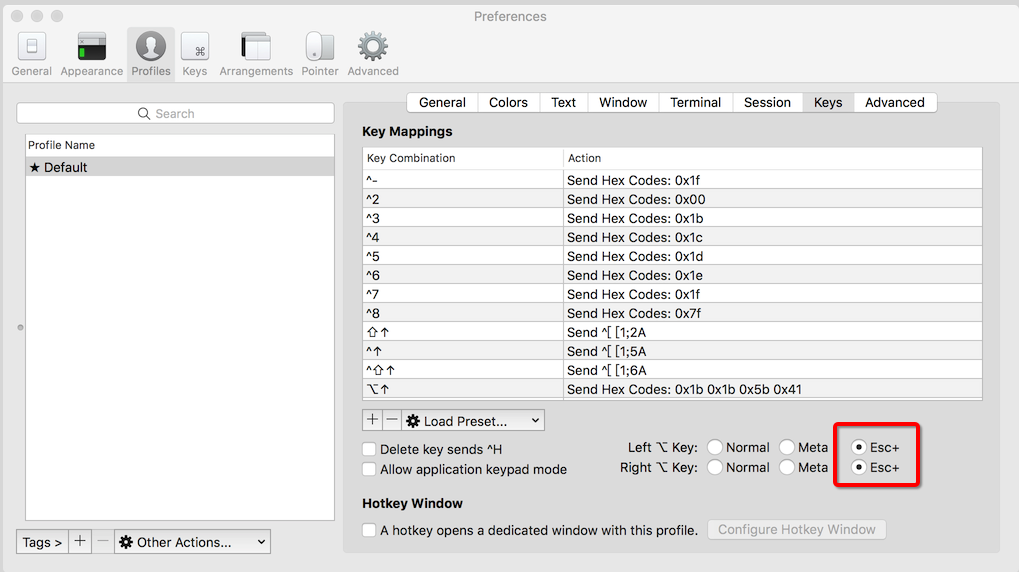 Preferences
General Appearance Profiles Keys Arrangements Pointer Advanced
Search
Profile Name
★ Default
Tags > + − Other Actions...
General Colors Text Window Terminal Session Keys Advanced
Key Mappings
Key Combination Action
^- Send Hex Codes: 0x1f
^2 Send Hex Codes: 0x00
^3 Send Hex Codes: 0x1b
^4 Send Hex Codes: 0x1c
^5 Send Hex Codes: 0x1d
^6 Send Hex Codes: 0x1e
^7 Send Hex Codes: 0x1f
^8 Send Hex Codes: 0x7f
⇧↑ Send ^[ [1;2A
^↑ Send ^[ [1;5A
^⇧↑ Send ^[ [1;6A
⌥↑ Send Hex Codes: 0x1b 0x1b 0x5b 0x41
+ − Load Preset...
Delete key sends ^H
Allow application keypad mode
Left ⌥ Key: Normal Meta Esc+
Right ⌥ Key: Normal Meta Esc+
Hotkey Window
A hotkey opens a dedicated window with this profile. Configure Hotkey Window